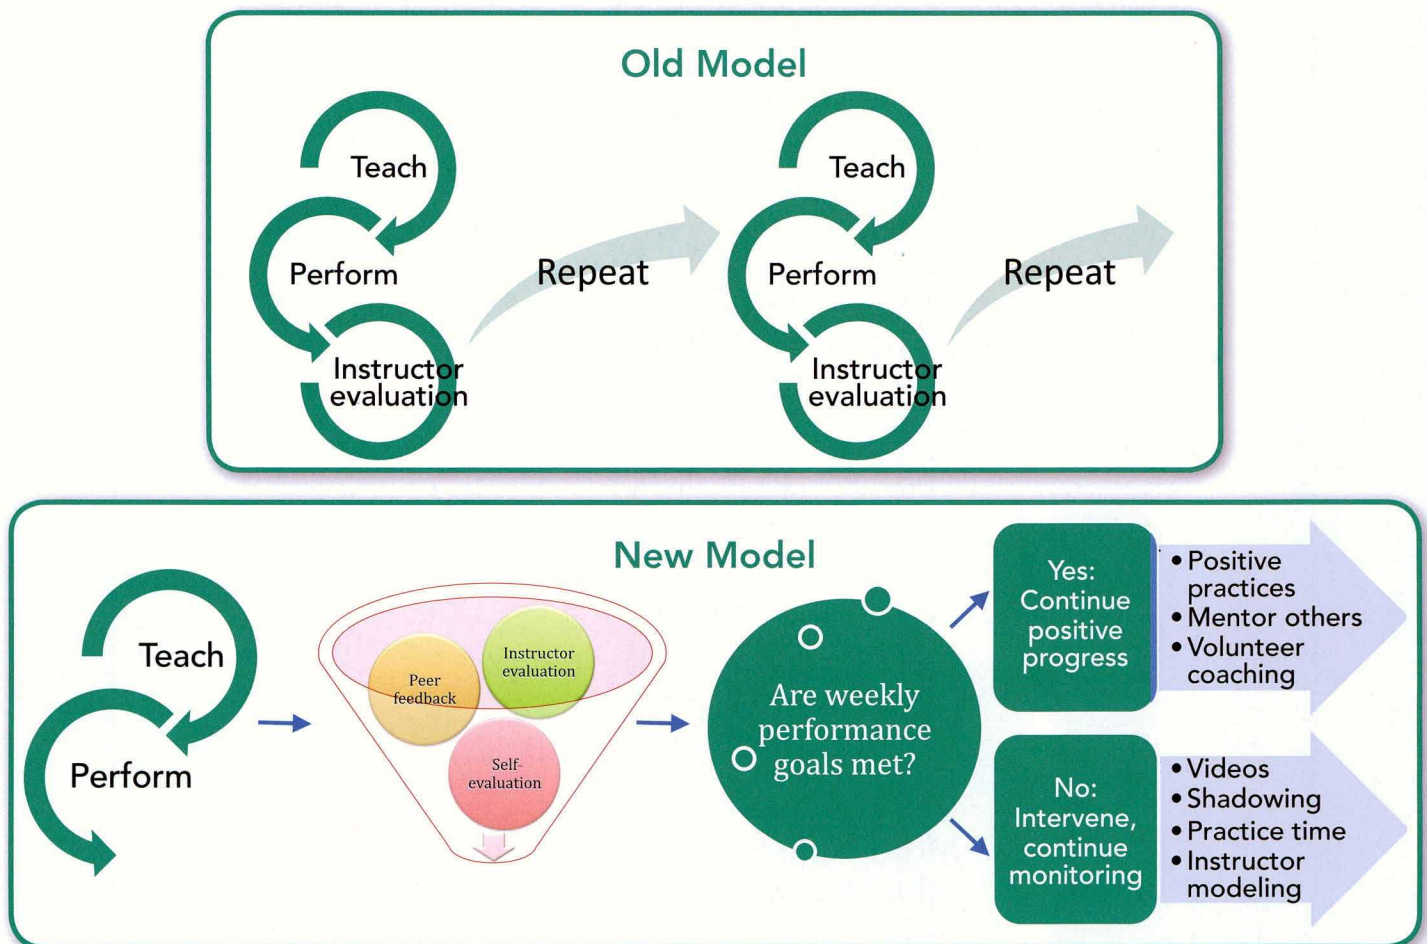 Old Model
Teach
Perform
Instructor
evaluation
Repeat
Teach
Perform
Instructor
evaluation
Repeat
New Model
Teach
Perform
Peer
feedback
Instructor
evaluation
Self-
evaluation
Are weekly
performance
goals met?
Yes:
Continue
positive
progress
• Positive
practices
• Mentor others
• Volunteer
coaching
No:
Intervene,
continue
monitoring
• Videos
• Shadowing
• Practice time
• Instructor
modeling